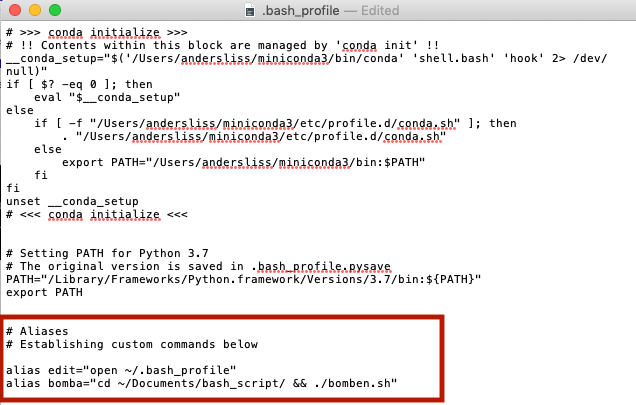 .bash_profile — Edited
# >>> conda initialize >>>
# !! Contents within this block are managed by 'conda init' !!
__conda_setup="$('/Users/andersliss/miniconda3/bin/conda' 'shell.bash' 'hook' 2> /dev/
null)"
if [ $? -eq 0 ]; then
    eval "$__conda_setup"
else
    if [ -f "/Users/andersliss/miniconda3/etc/profile.d/conda.sh" ]; then
        . "/Users/andersliss/miniconda3/etc/profile.d/conda.sh"
    else
        export PATH="/Users/andersliss/miniconda3/bin:$PATH"
    fi
fi
unset __conda_setup
# <<< conda initialize <<<
# Setting PATH for Python 3.7
# The original version is saved in .bash_profile.pysave
PATH="/Library/Frameworks/Python.framework/Versions/3.7/bin:${PATH}"
export PATH
# Aliases
# Establishing custom commands below
alias edit="open ~/.bash_profile"
alias bomba="cd ~/Documents/bash_script/ && ./bomben.sh"